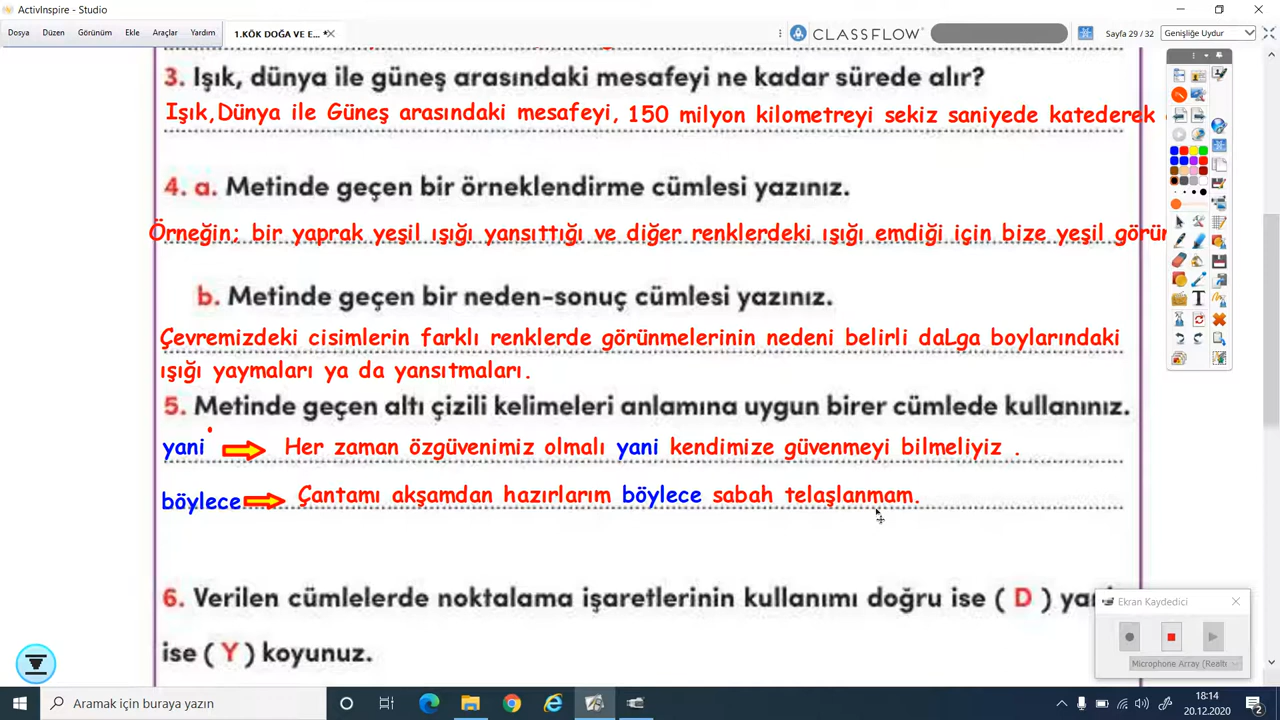 ActivInspire - Studio
Dosya Düzen Görünüm Ekle Araçlar Yardım
1.KÖK DOĞA VE E... *
CLASSFLOW
Sayfa 29 / 32
Genişliğe Uydur
3. Işık, dünya ile güneş arasındaki mesafeyi ne kadar sürede alır?
Işık,Dünya ile Güneş arasındaki mesafeyi, 150 milyon kilometreyi sekiz saniyede katederek
4. a. Metinde geçen bir örneklendirme cümlesi yazınız.
Örneğin; bir yaprak yeşil ışığı yansıttığı ve diğer renklerdeki ışığı emdiği için bize yeşil görün
b. Metinde geçen bir neden-sonuç cümlesi yazınız.
Çevremizdeki cisimlerin farklı renklerde görünmelerinin nedeni belirli daLga boylarındaki
ışığı yaymaları ya da yansıtmaları.
5. Metinde geçen altı çizili kelimeleri anlamına uygun birer cümlede kullanınız.
yani Her zaman özgüvenimiz olmalı yani kendimize güvenmeyi bilmeliyiz .
böylece Çantamı akşamdan hazırlarım böylece sabah telaşlanmam.
6. Verilen cümlelerde noktalama işaretlerinin kullanımı doğru ise ( D )
ise ( Y ) koyunuz.
Ekran Kaydedici
Microphone Array (Realt
Aramak için buraya yazın
18:14
20.12.2020
2